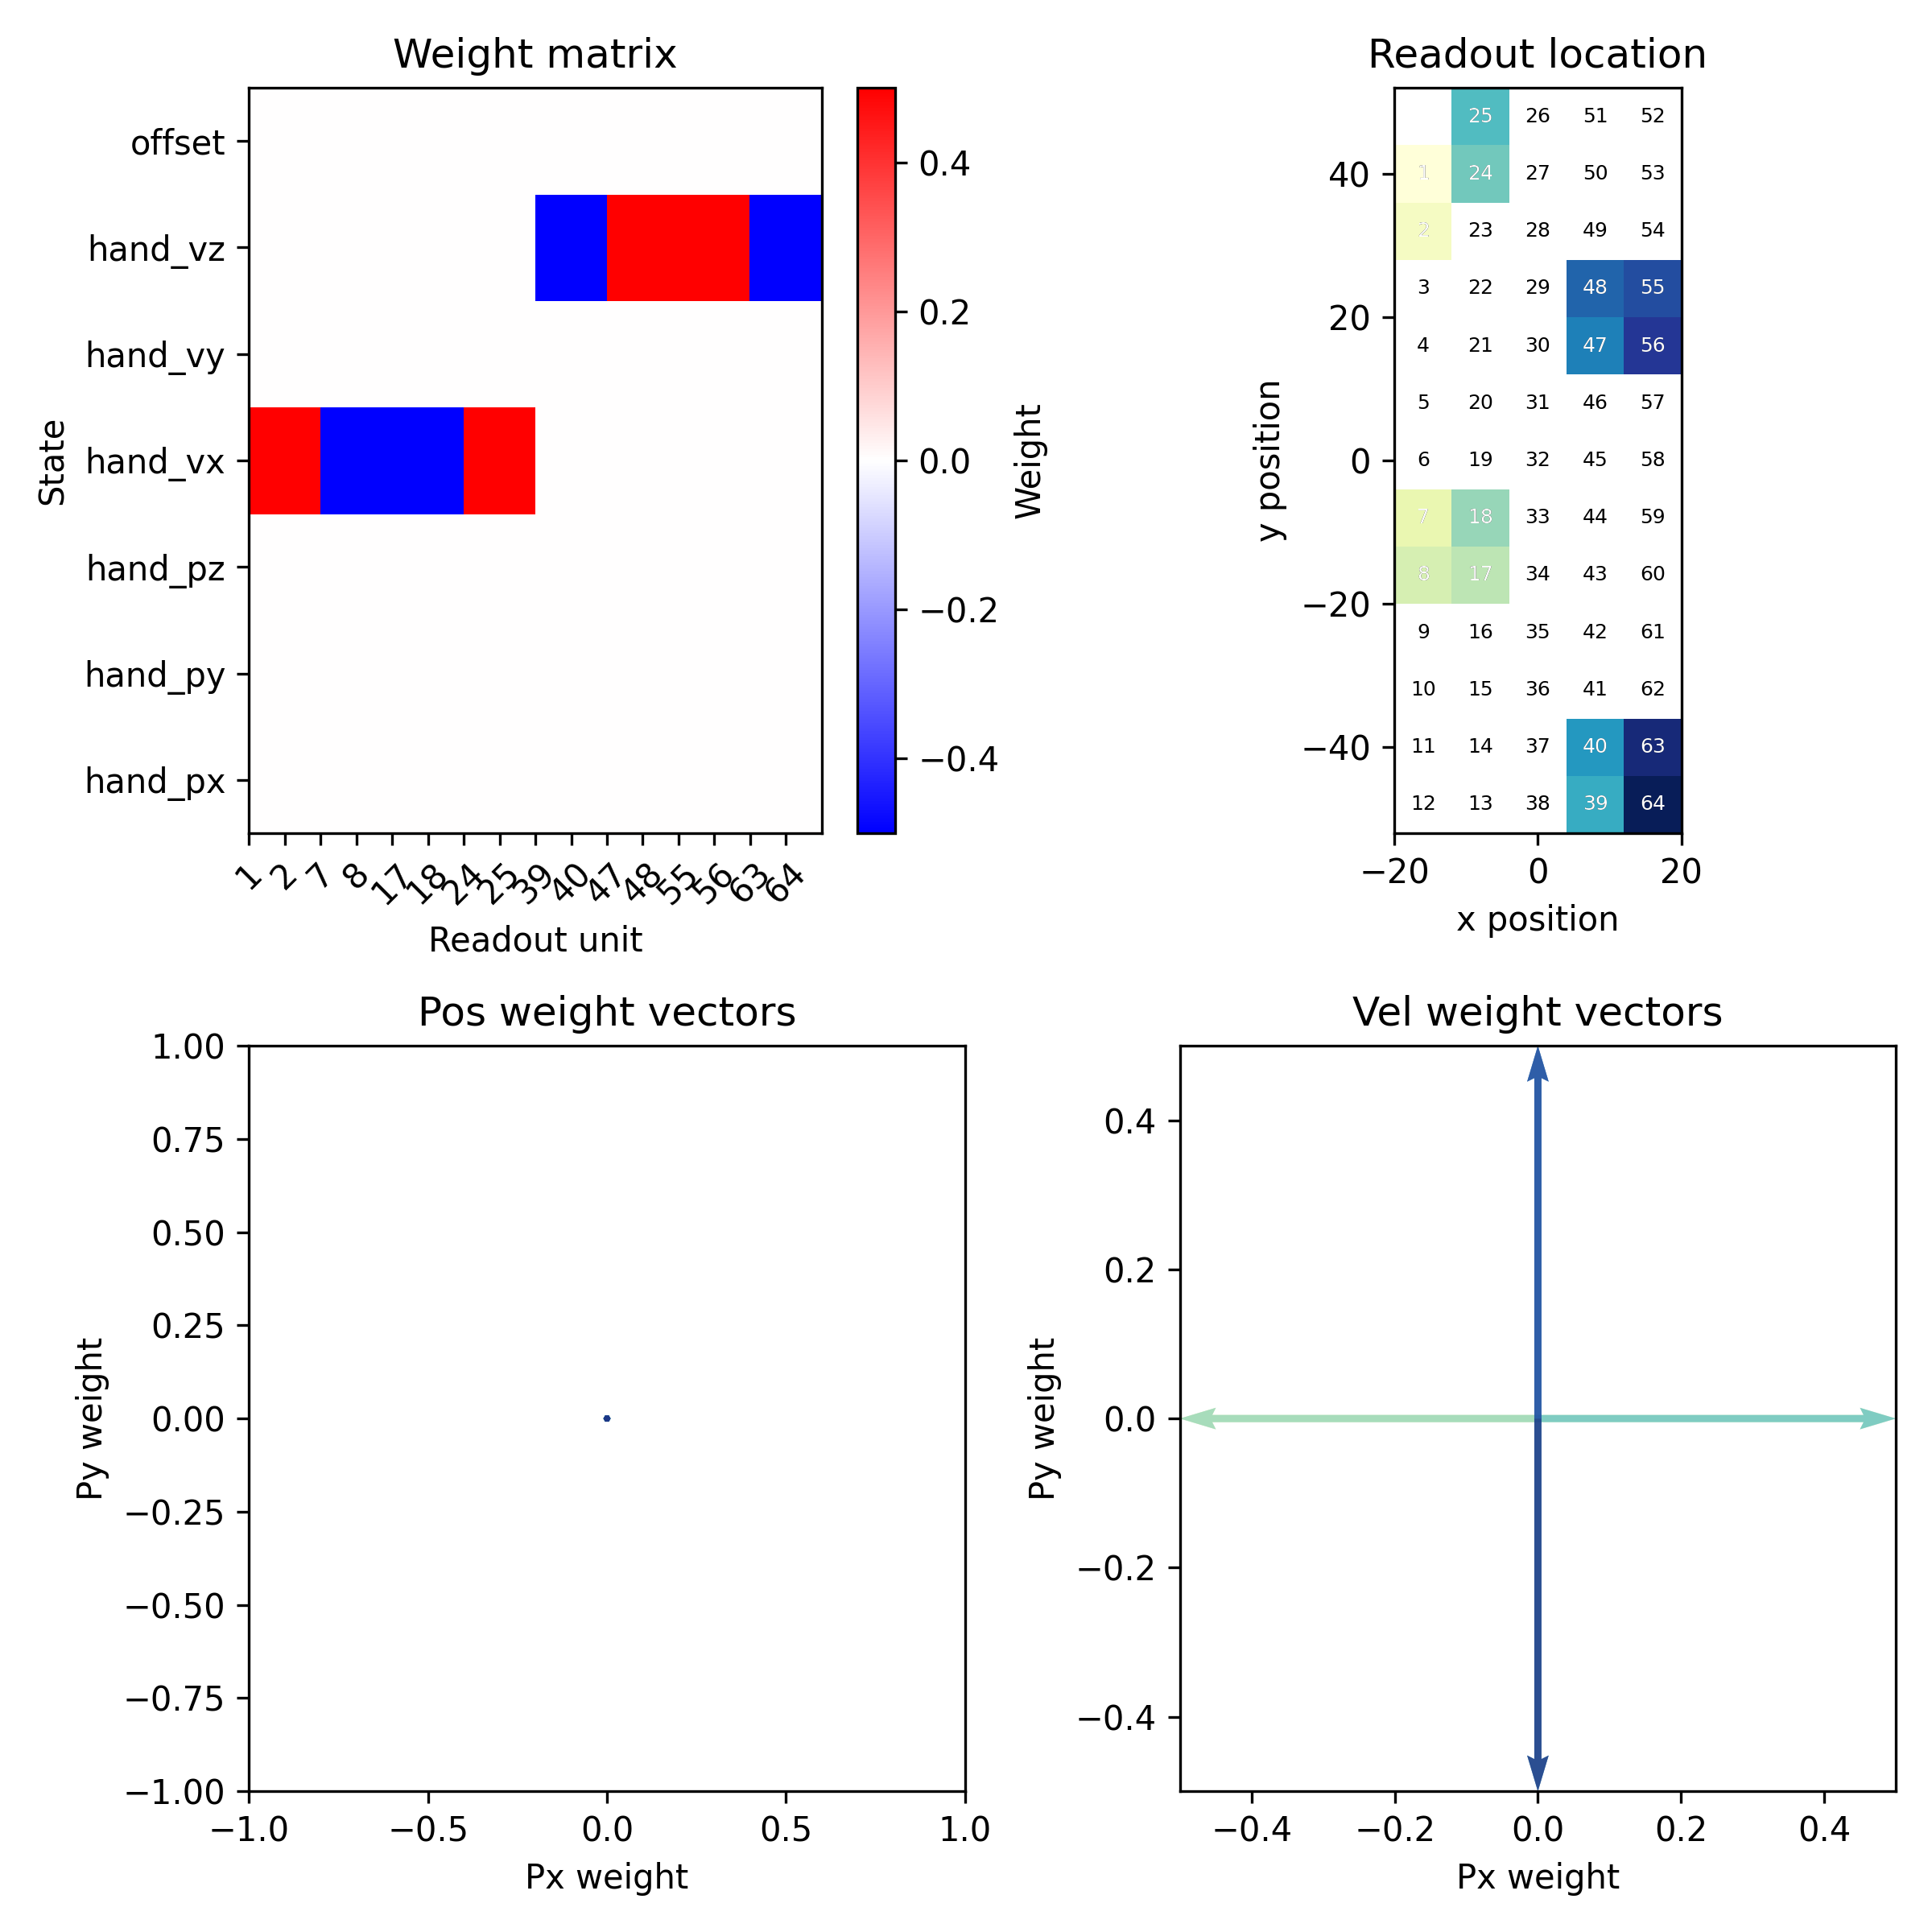 Weight matrix
offset
hand_vz
hand_vy
hand_vx
hand_pz
hand_py
hand_px
State
1 2 7 8 17 18 24 25 39 40 47 48 55 56 63 64
Readout unit
0.4
0.2
0.0
−0.2
−0.4
Weight
Readout location
25 26 51 52
1 24 27 50 53
2 23 28 49 54
3 22 29 48 55
4 21 30 47 56
5 20 31 46 57
6 19 32 45 58
7 18 33 44 59
8 17 34 43 60
9 16 35 42 61
10 15 36 41 62
11 14 37 40 63
12 13 38 39 64
40
20
0
−20
−40
y position
−20 0 20
x position
Pos weight vectors
1.00
0.75
0.50
0.25
0.00
−0.25
−0.50
−0.75
−1.00
Py weight
−1.0 −0.5 0.0 0.5 1.0
Px weight
Vel weight vectors
0.4
0.2
0.0
−0.2
−0.4
Py weight
−0.4 −0.2 0.0 0.2 0.4
Px weight